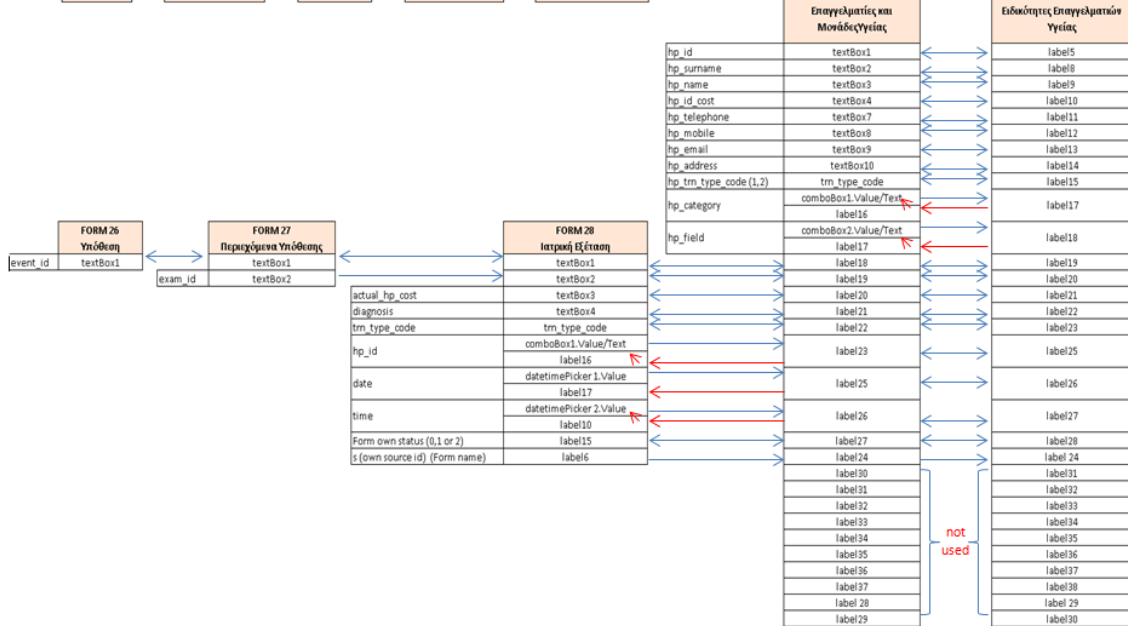 Επαγγελματίες και
ΜονάδεςΥγείας
Ειδικότητες Επαγγελματιών
Υγείας
hp_id textBox1 label5
hp_surname textBox2 label8
hp_name textBox3 label9
hp_id_cost textBox4 label10
hp_telephone textBox7 label11
hp_mobile textBox8 label12
hp_email textBox9 label13
hp_address textBox10 label14
hp_trn_type_code (1,2) trn_type_code label15
hp_category comboBox1.Value/Text label17
label16
hp_field comboBox2.Value/Text label18
label17
FORM 26
Υπόθεση
FORM 27
Περιεχόμενα Υπόθεσης
FORM 28
Ιατρική Εξέταση
event_id textBox1 textBox1 textBox1 label18 label19
exam_id textBox2 textBox2 label19 label20
actual_hp_cost textBox3 label20 label21
diagnosis textBox4 label21 label22
trn_type_code trn_type_code label22 label23
hp_id comboBox1.Value/Text label23 label25
label16
date datetimePicker 1.Value label25 label26
label17
time datetimePicker 2.Value label26 label27
label10
Form own status (0,1 or 2) label15 label27 label28
s (own source id) (Form name) label6 label24 label 24
label30 label31
label31 label32
label32 label33
label33 label34
label34 label35
label35 label36
label36 label37
label37 label38
label 28 label 29
label29 label30
not
used